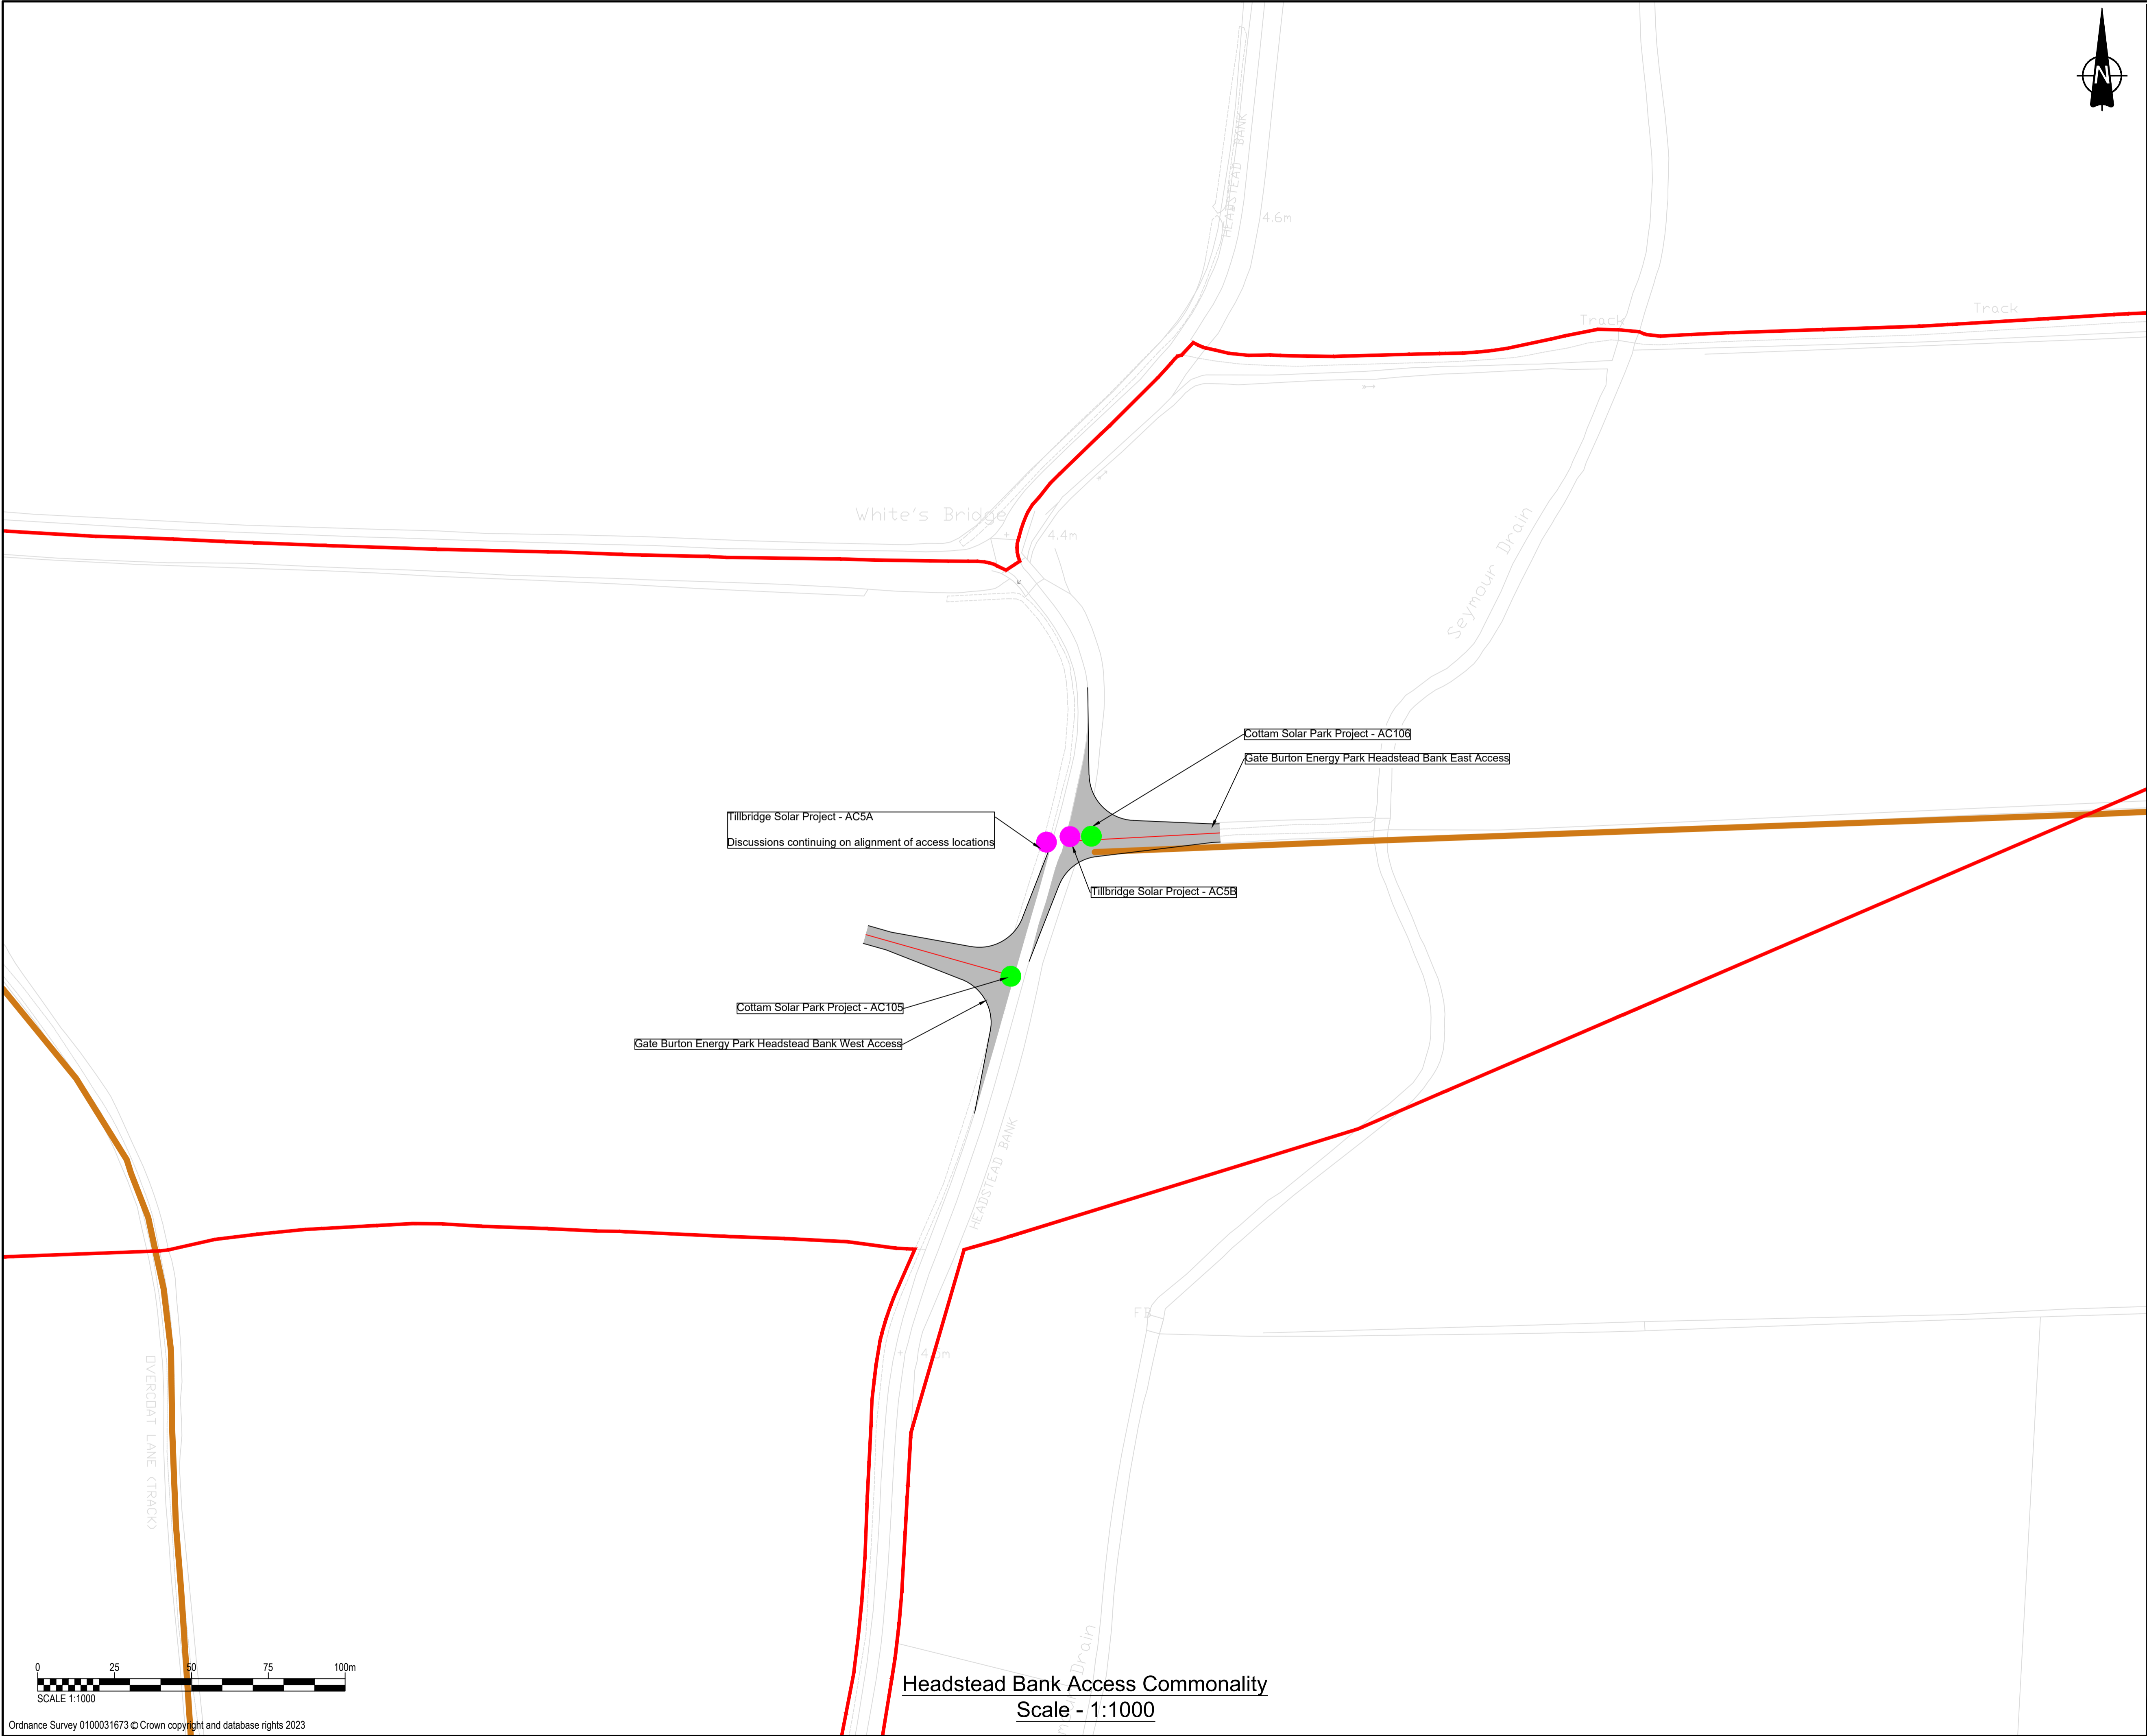 N
HEADSTEAD BANK
4.6m
Track
Track
White's Bridge
4.4m
Seymour Drain
Cottam Solar Park Project - AC106
Gate Burton Energy Park Headstead Bank East Access
Tillbridge Solar Project - AC5A
Discussions continuing on alignment of access locations
Tillbridge Solar Project - AC5B
Cottam Solar Park Project - AC105
Gate Burton Energy Park Headstead Bank West Access
HEADSTEAD BANK
FB
OVERCOAT LANE (TRACK)
Drain
0 25 50 75 100m
SCALE 1:1000
Headstead Bank Access Commonality
Scale - 1:1000
Ordnance Survey 0100031673 © Crown copyright and database rights 2023